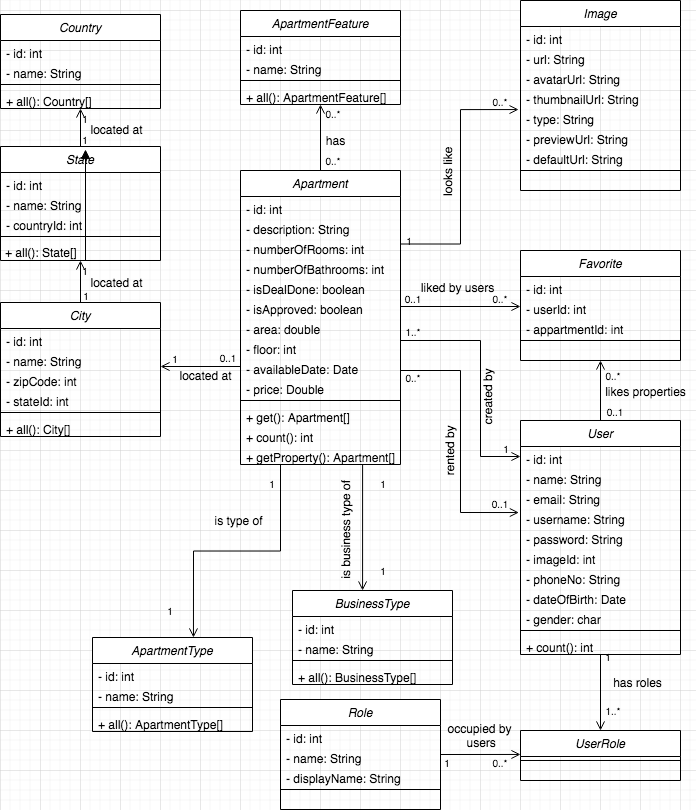 Country
- id: int
- name: String
+ all(): Country[]
1
located at
1
State
- id: int
- name: String
- countryId: int
+ all(): State[]
1
located at
1
City
- id: int
- name: String
- zipCode: int
- stateId: int
+ all(): City[]
ApartmentFeature
- id: int
- name: String
+ all(): ApartmentFeature[]
0..*
has
0..*
Apartment
- id: int
- description: String
- numberOfRooms: int
- numberOfBathrooms: int
- isDealDone: boolean
- isApproved: boolean
- area: double
- floor: int
- availableDate: Date
- price: Double
+ get(): Apartment[]
+ count(): int
+ getProperty(): Apartment[]
1
0..1
located at
Image
- id: int
- url: String
- avatarUrl: String
- thumbnailUrl: String
- type: String
- previewUrl: String
- defaultUrl: String
0..*
looks like
1
liked by users
0..1
0..*
Favorite
- id: int
- userId: int
- appartmentId: int
0..*
likes properties
0..1
1..*
created by
1
0..*
rented by
0..1
User
- id: int
- name: String
- email: String
- username: String
- password: String
- imageId: int
- phoneNo: String
- dateOfBirth: Date
- gender: char
+ count(): int
1
has roles
1..*
UserRole
1
is type of
1
ApartmentType
- id: int
- name: String
+ all(): ApartmentType[]
1
is business type of
1
BusinessType
- id: int
- name: String
+ all(): BusinessType[]
Role
- id: int
- name: String
- displayName: String
occupied by
users
1
0..*